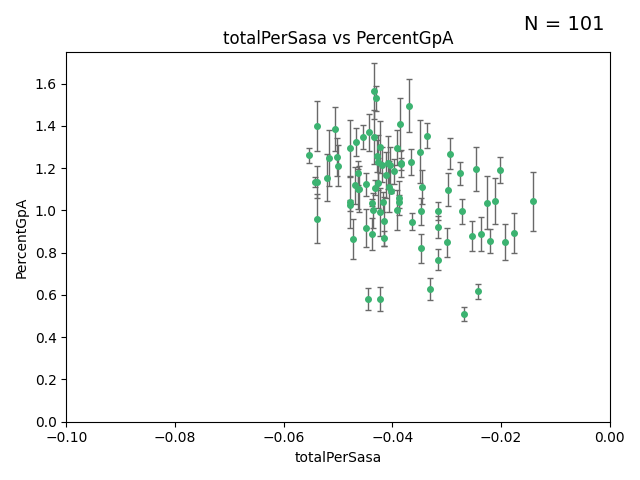 N = 101
totalPerSasa vs PercentGpA
PercentGpA
1.6
1.4
1.2
1.0
0.8
0.6
0.4
0.2
0.0
−0.10 −0.08 −0.06 −0.04 −0.02 0.00
totalPerSasa